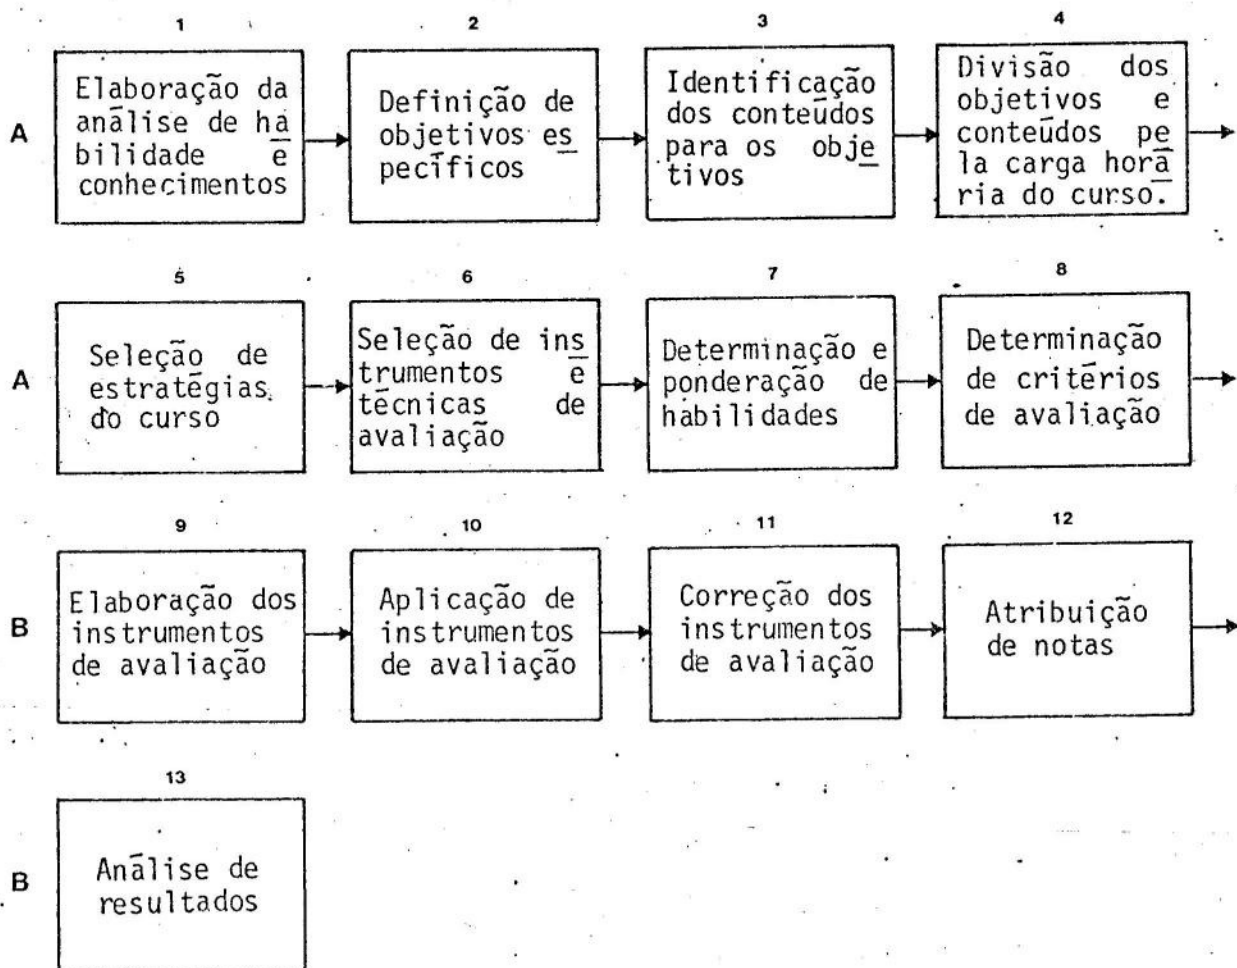 1 2 3 4
A
Elaboração da
análise de ha
bilidade e
conhecimentos
Definição de
objetivos es
pecíficos
Identificação
dos conteúdos
para os obje
tivos
Divisão dos
objetivos e
conteúdos pe
la carga horá
ria do curso.
5 6 7 8
A
Seleção de
estratégias
do curso
Seleção de ins
trumentos e
técnicas de
avaliação
Determinação e
ponderação de
habilidades
Determinação
de critérios
de avaliação
9 10 11 12
B
Elaboração dos
instrumentos
de avaliação
Aplicação de
instrumentos
de avaliação
Correção dos
instrumentos
de avaliação
Atribuição
de notas
13
B
Análise de
resultados